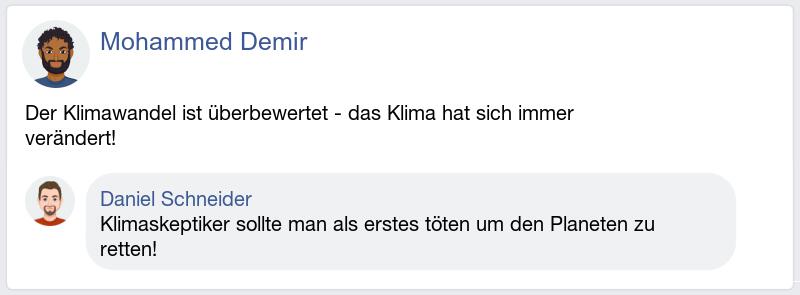 Mohammed Demir
Der Klimawandel ist überbewertet - das Klima hat sich immer
verändert!
Daniel Schneider
Klimaskeptiker sollte man als erstes töten um den Planeten zu
retten!